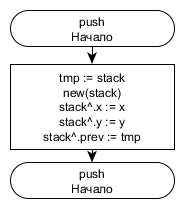 push
Начало
tmp := stack
new(stack)
stack^.x := x
stack^.y := y
stack^.prev := tmp
push
Начало